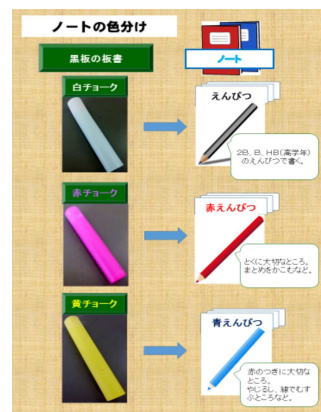 ノートの色分け
黒板の板書
ノート
白チョーク
えんぴつ
2B、B、HB(高学年)
のえんぴつで書く。
赤チョーク
赤えんぴつ
とくに大切なところ。
まとめをかこむなど。
黄チョーク
青えんぴつ
赤のつぎに大切な
ところ。
やじるし、線でむす
ぶところなど。